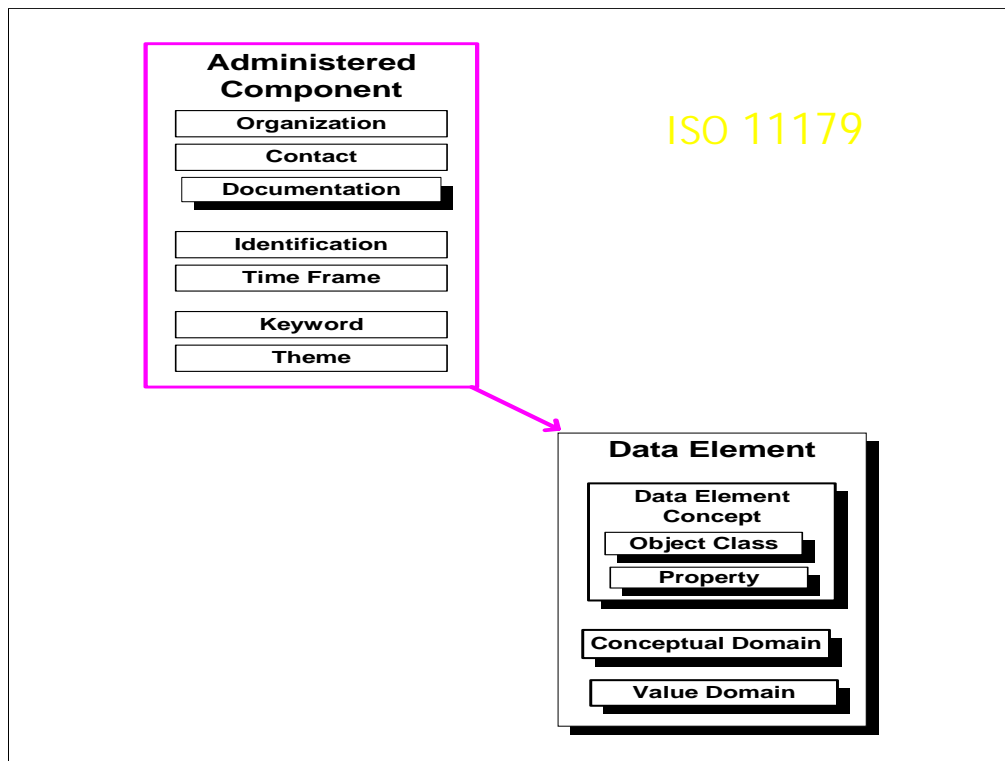 Administered
Component
Organization
Contact
Documentation
Identification
Time Frame
Keyword
Theme
ISO 11179
Data Element
Data Element
Concept
Object Class
Property
Conceptual Domain
Value Domain